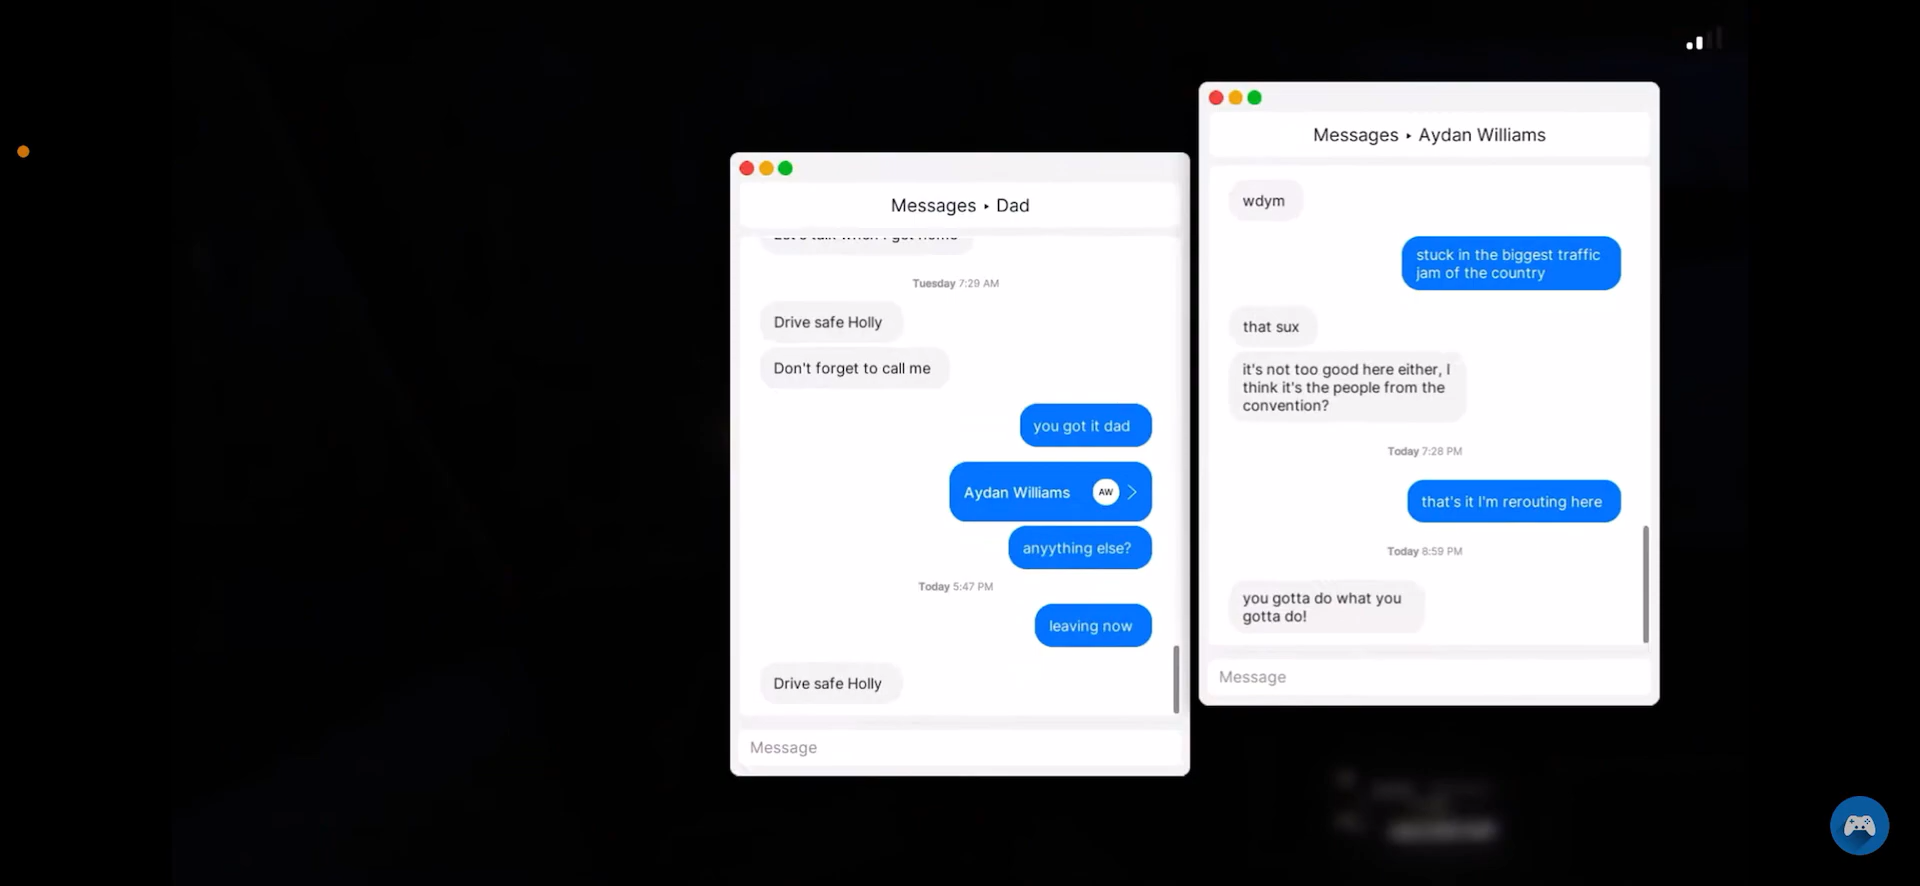 Messages ▸ Dad
Tuesday 7:29 AM
Drive safe Holly
Don't forget to call me
you got it dad
Aydan Williams AW
anyything else?
Today 5:47 PM
leaving now
Drive safe Holly
Message
Messages ▸ Aydan Williams
wdym
stuck in the biggest traffic
jam of the country
that sux
it's not too good here either, I
think it's the people from the
convention?
Today 7:28 PM
that's it I'm rerouting here
Today 8:59 PM
you gotta do what you
gotta do!
Message